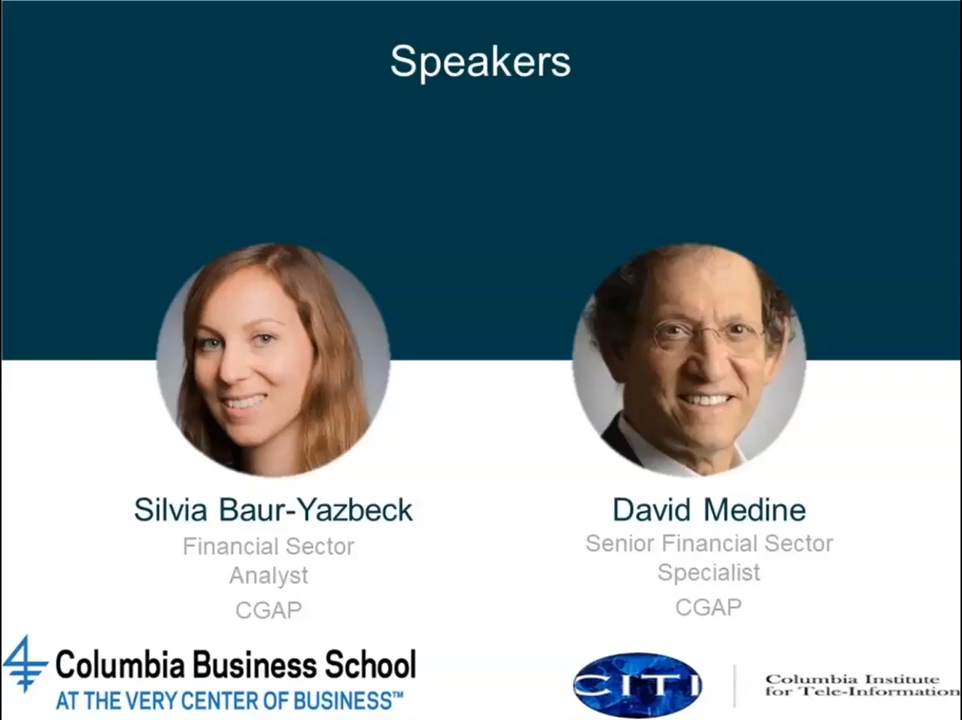 Speakers
Silvia Baur-Yazbeck
Financial Sector
Analyst
CGAP
David Medine
Senior Financial Sector
Specialist
CGAP
Columbia Business School
AT THE VERY CENTER OF BUSINESS™
CITI
Columbia Institute
for Tele-Information